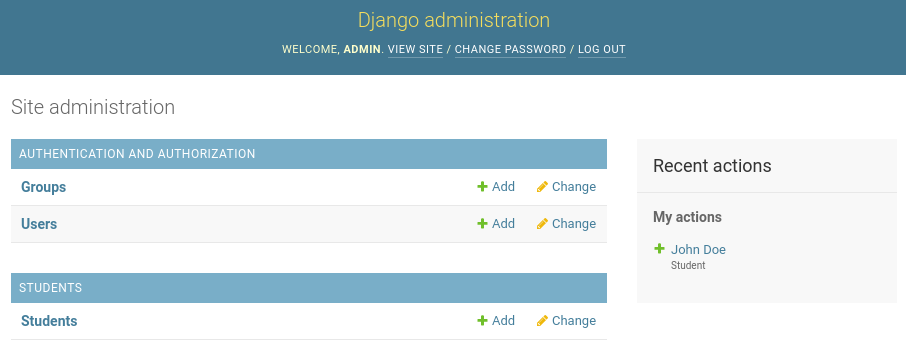 Django administration
WELCOME, ADMIN. VIEW SITE / CHANGE PASSWORD / LOG OUT
Site administration
AUTHENTICATION AND AUTHORIZATION
Groups Add Change
Users Add Change
STUDENTS
Students Add Change
Recent actions
My actions
John Doe
Student